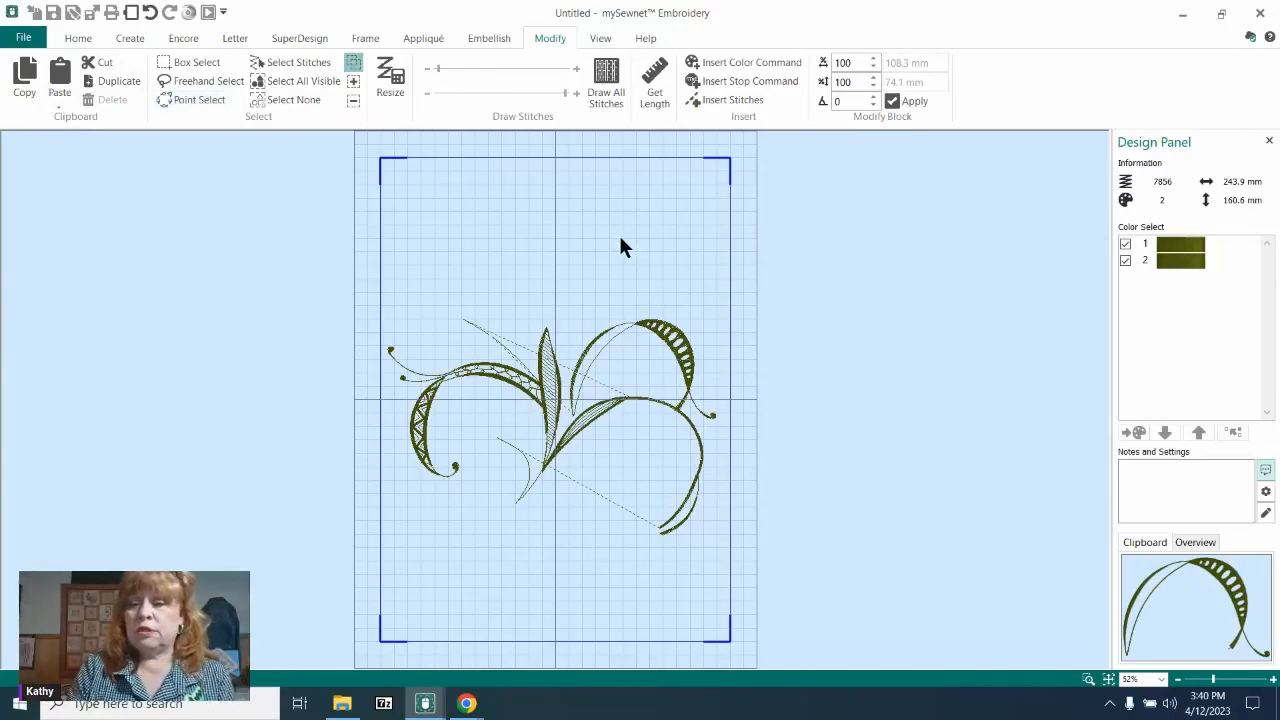 Untitled - mySewnet™ Embroidery
File Home Create Encore Letter SuperDesign Frame Appliqué Embellish Modify View Help
Copy Paste Cut Duplicate Delete
Clipboard
Box Select Freehand Select Point Select
Select Stitches Select All Visible Select None
Select
Resize
Draw All Stitches
Draw Stitches
Get Length
Insert Color Command
Insert Stop Command
Insert Stitches
Insert
100 108.3 mm
100 74.1 mm
0 Apply
Modify Block
Design Panel
Information
7856 243.9 mm
2 160.6 mm
Color Select
1
2
Notes and Settings
Clipboard Overview
Kathy
52%
Type here to search
7z
3:40 PM
4/12/2023